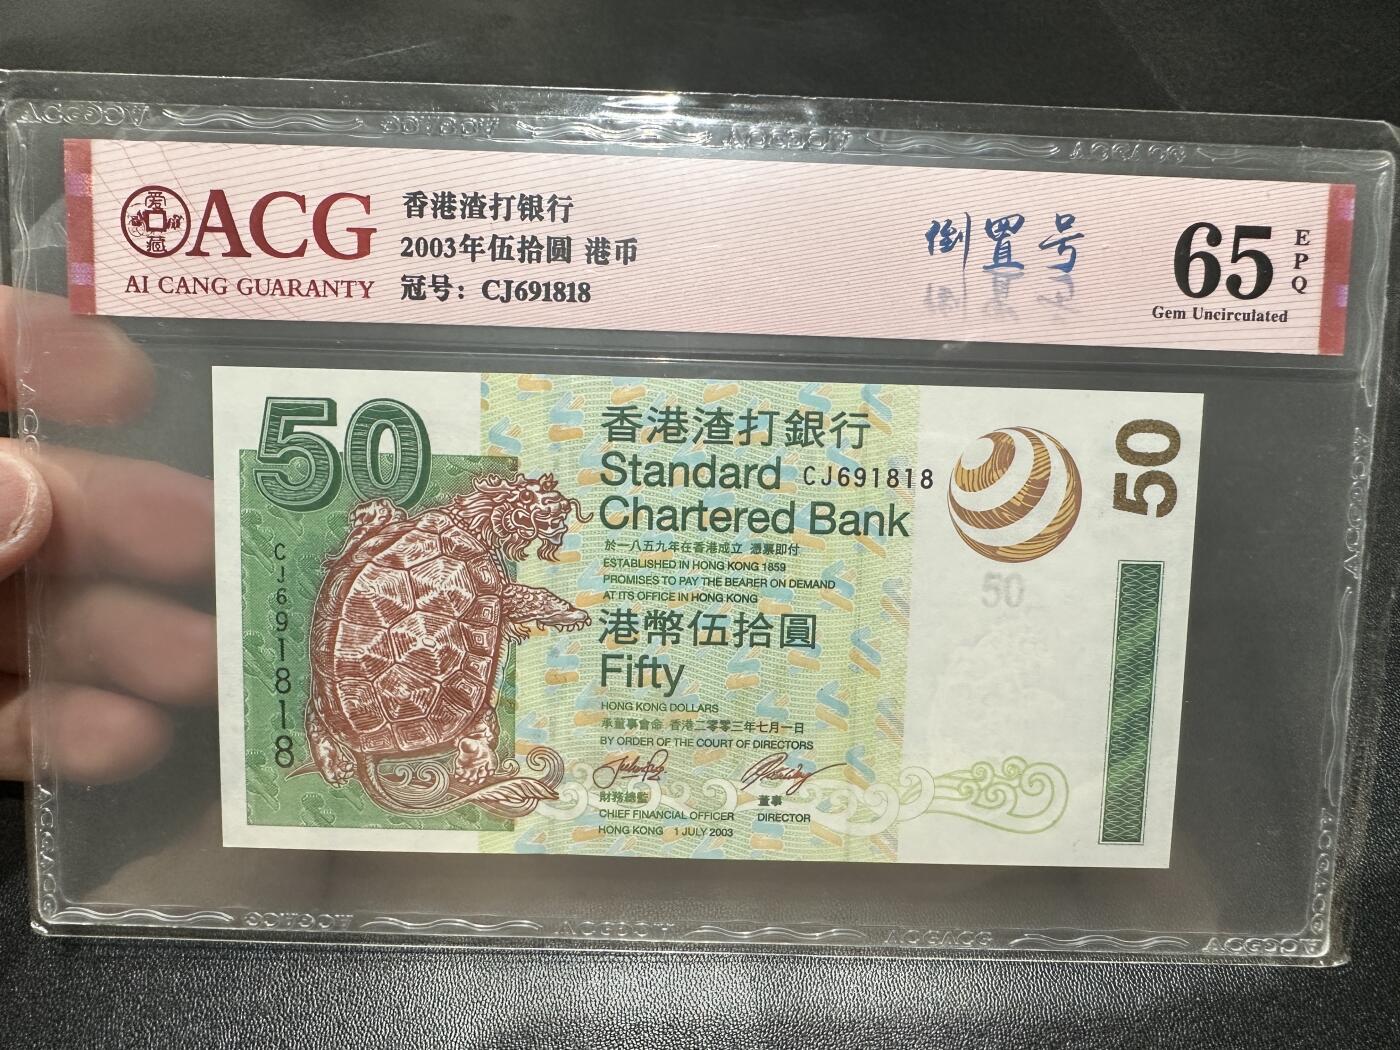 爱藏
ACG
AI CANG GUARANTY
香港渣打银行
2003年伍拾圆 港币
冠号：CJ691818
倒置号
65
EPQ
Gem Uncirculated
50
香港渣打銀行
Standard
CJ691818
Chartered Bank
於一八五九年在香港成立 憑票即付
ESTABLISHED IN HONG KONG 1859
PROMISES TO PAY THE BEARER ON DEMAND
AT ITS OFFICE IN HONG KONG
港幣伍拾圓
Fifty
HONG KONG DOLLARS
承董事會命 香港二零零三年七月一日
BY ORDER OF THE COURT OF DIRECTORS
財務總監
CHIEF FINANCIAL OFFICER
董事
DIRECTOR
HONG KONG 1 JULY 2003
CJ691818
50
50